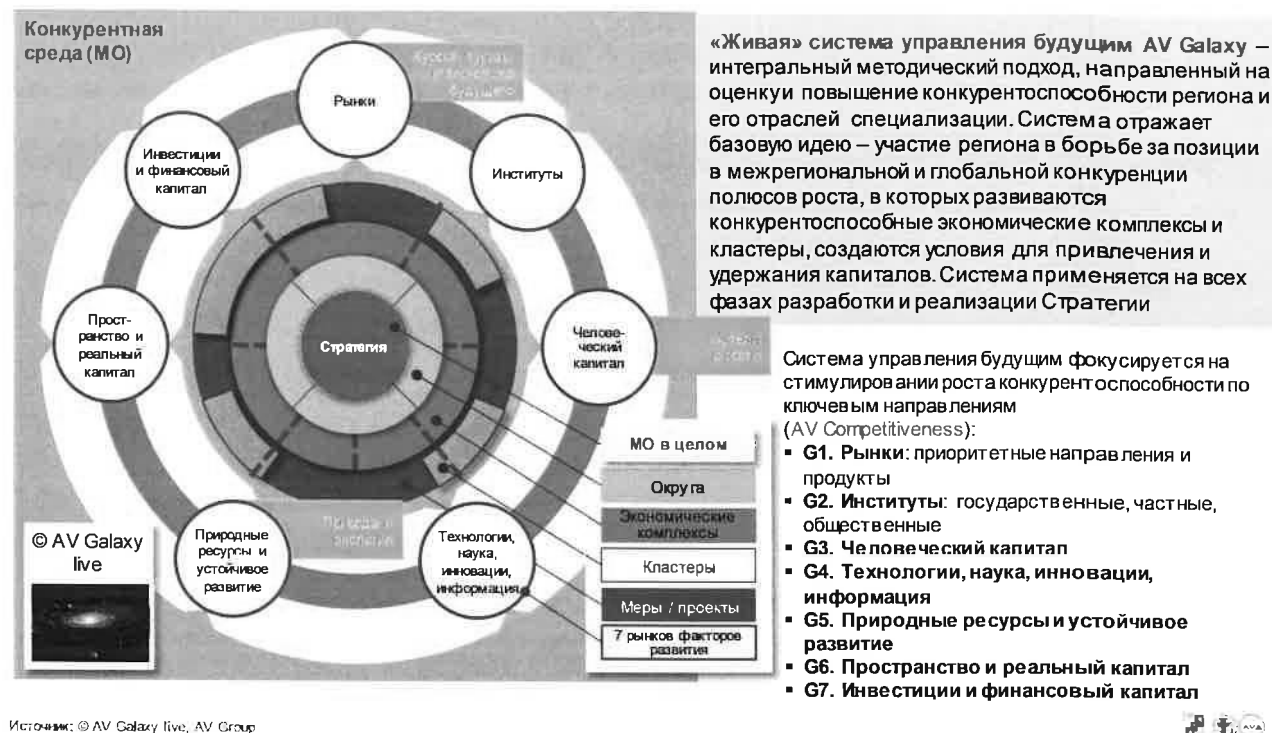 Конкурентная
среда (МО)
Рынки
Инвестиции
и финансовый
капитал
Институты
Прост-
ранство и
реальный
капитал
Стратегия
Человече-
ческий
капитал
Природные
ресурсы и
устойчивое
развитие
Технологии,
наука,
инновации,
информация
МО в целом
Округа
Экономические
комплексы
Кластеры
Меры / проекты
7 рынков факторов
развития
© AV Galaxy
live
«Живая» система управления будущим AV Galaxy –
интегральный методический подход, направленный на
оценку и повышение конкурентоспособности региона и
его отраслей специализации. Система отражает
базовую идею – участие региона в борьбе за позиции
в межрегиональной и глобальной конкуренции
полюсов роста, в которых развиваются
конкурентоспособные экономические комплексы и
кластеры, создаются условия для привлечения и
удержания капиталов. Система применяется на всех
фазах разработки и реализации Стратегии
Система управления будущим фокусируется на
стимулировании роста конкурентоспособности по
ключевым направлениям
(AV Competitiveness):
▪ G1. Рынки: приоритетные направления и
продукты
▪ G2. Институты: государственные, частные,
общественные
▪ G3. Человеческий капитал
▪ G4. Технологии, наука, инновации,
информация
▪ G5. Природные ресурсы и устойчивое
развитие
▪ G6. Пространство и реальный капитал
▪ G7. Инвестиции и финансовый капитал
Источник: © AV Galaxy live, AV Group